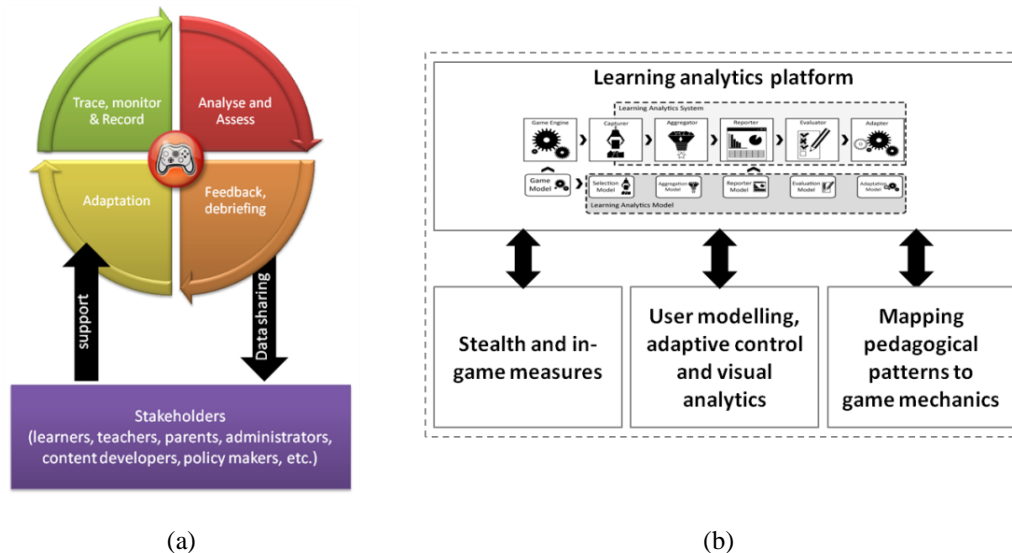 Trace, monitor
& Record
Analyse and
Assess
Adaptation
Feedback,
debriefing
support
Data sharing
Stakeholders
(learners, teachers, parents, administrators,
content developers, policy makers, etc.)
(a)
Learning analytics platform
Learning Analytics System
Game Engine
Capturer
Aggregator
Reporter
Evaluator
Adapter
Game
Model
Selection
Model
Aggregation
Model
Reporter
Model
Evaluation
Model
Adaptation
Model
Learning Analytics Model
Stealth and in-
game measures
User modelling,
adaptive control
and visual
analytics
Mapping
pedagogical
patterns to
game mechanics
(b)